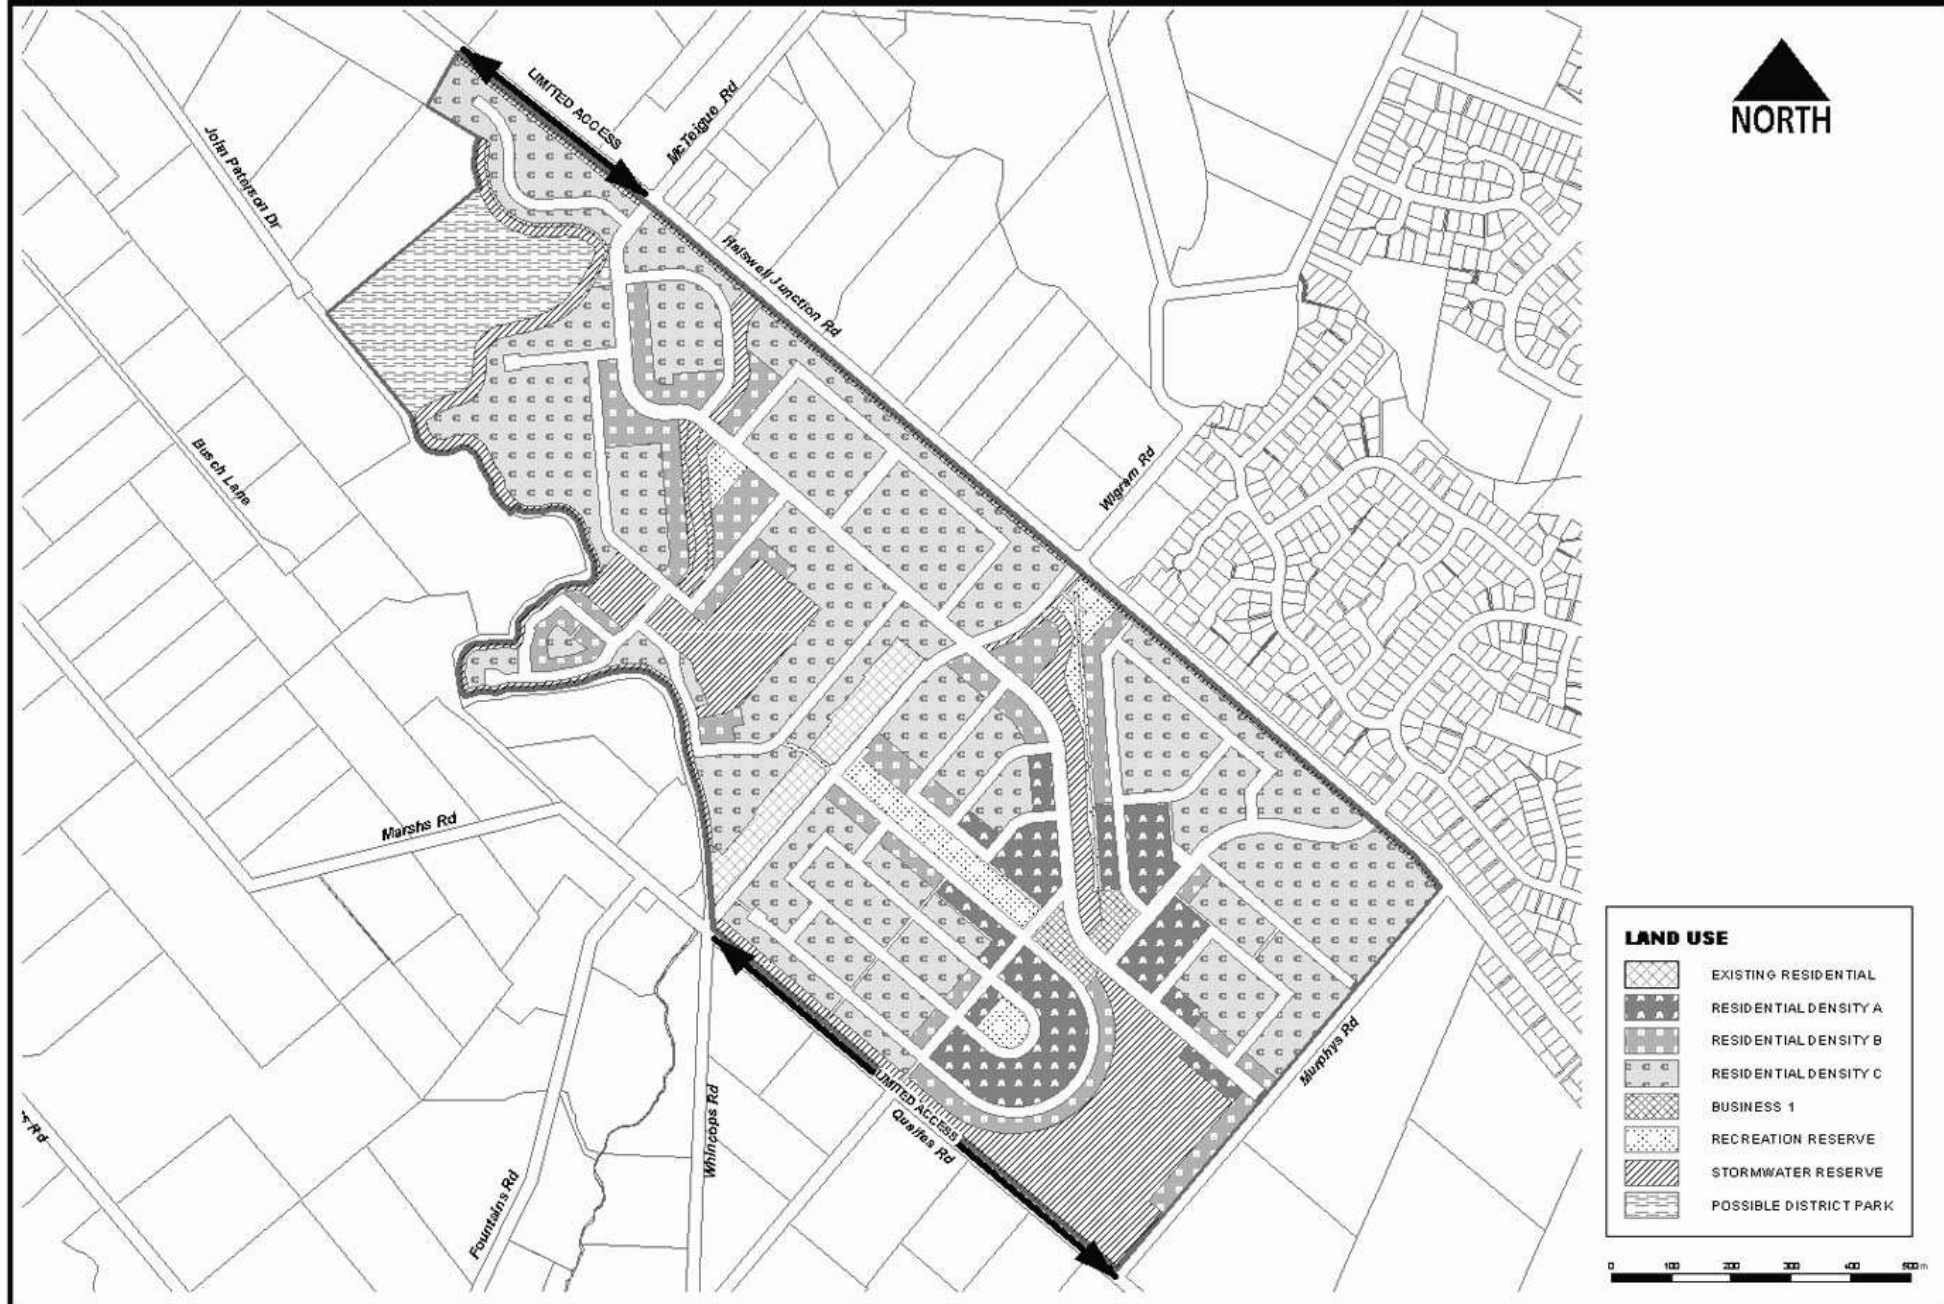 NORTH
LIMITED ACCESS
McTeigue Rd
John Paterson Dr
Halswell Junction Rd
Busch Lane
Wigram Rd
Marshs Rd
Murphys Rd
LIMITED ACCESS
Quaifes Rd
Whincops Rd
Fountains Rd
s Rd
LAND USE
EXISTING RESIDENTIAL
RESIDENTIAL DENSITY A
RESIDENTIAL DENSITY B
RESIDENTIAL DENSITY C
BUSINESS 1
RECREATION RESERVE
STORMWATER RESERVE
POSSIBLE DISTRICT PARK
0 100 200 300 400 500 m